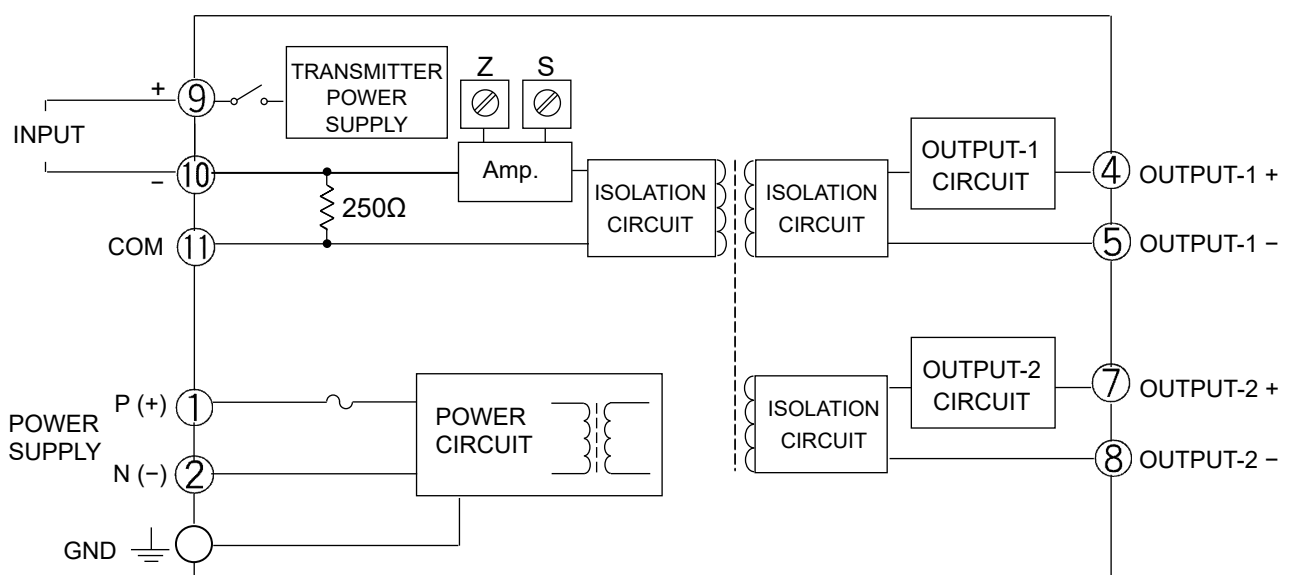 +
9
TRANSMITTER
POWER
SUPPLY
Z
S
INPUT
−
10
Amp.
250Ω
COM
11
ISOLATION
CIRCUIT
ISOLATION
CIRCUIT
OUTPUT-1
CIRCUIT
4
OUTPUT-1 +
5
OUTPUT-1 −
POWER
SUPPLY
P (+)
1
N (−)
2
GND
POWER
CIRCUIT
ISOLATION
CIRCUIT
OUTPUT-2
CIRCUIT
7
OUTPUT-2 +
8
OUTPUT-2 −